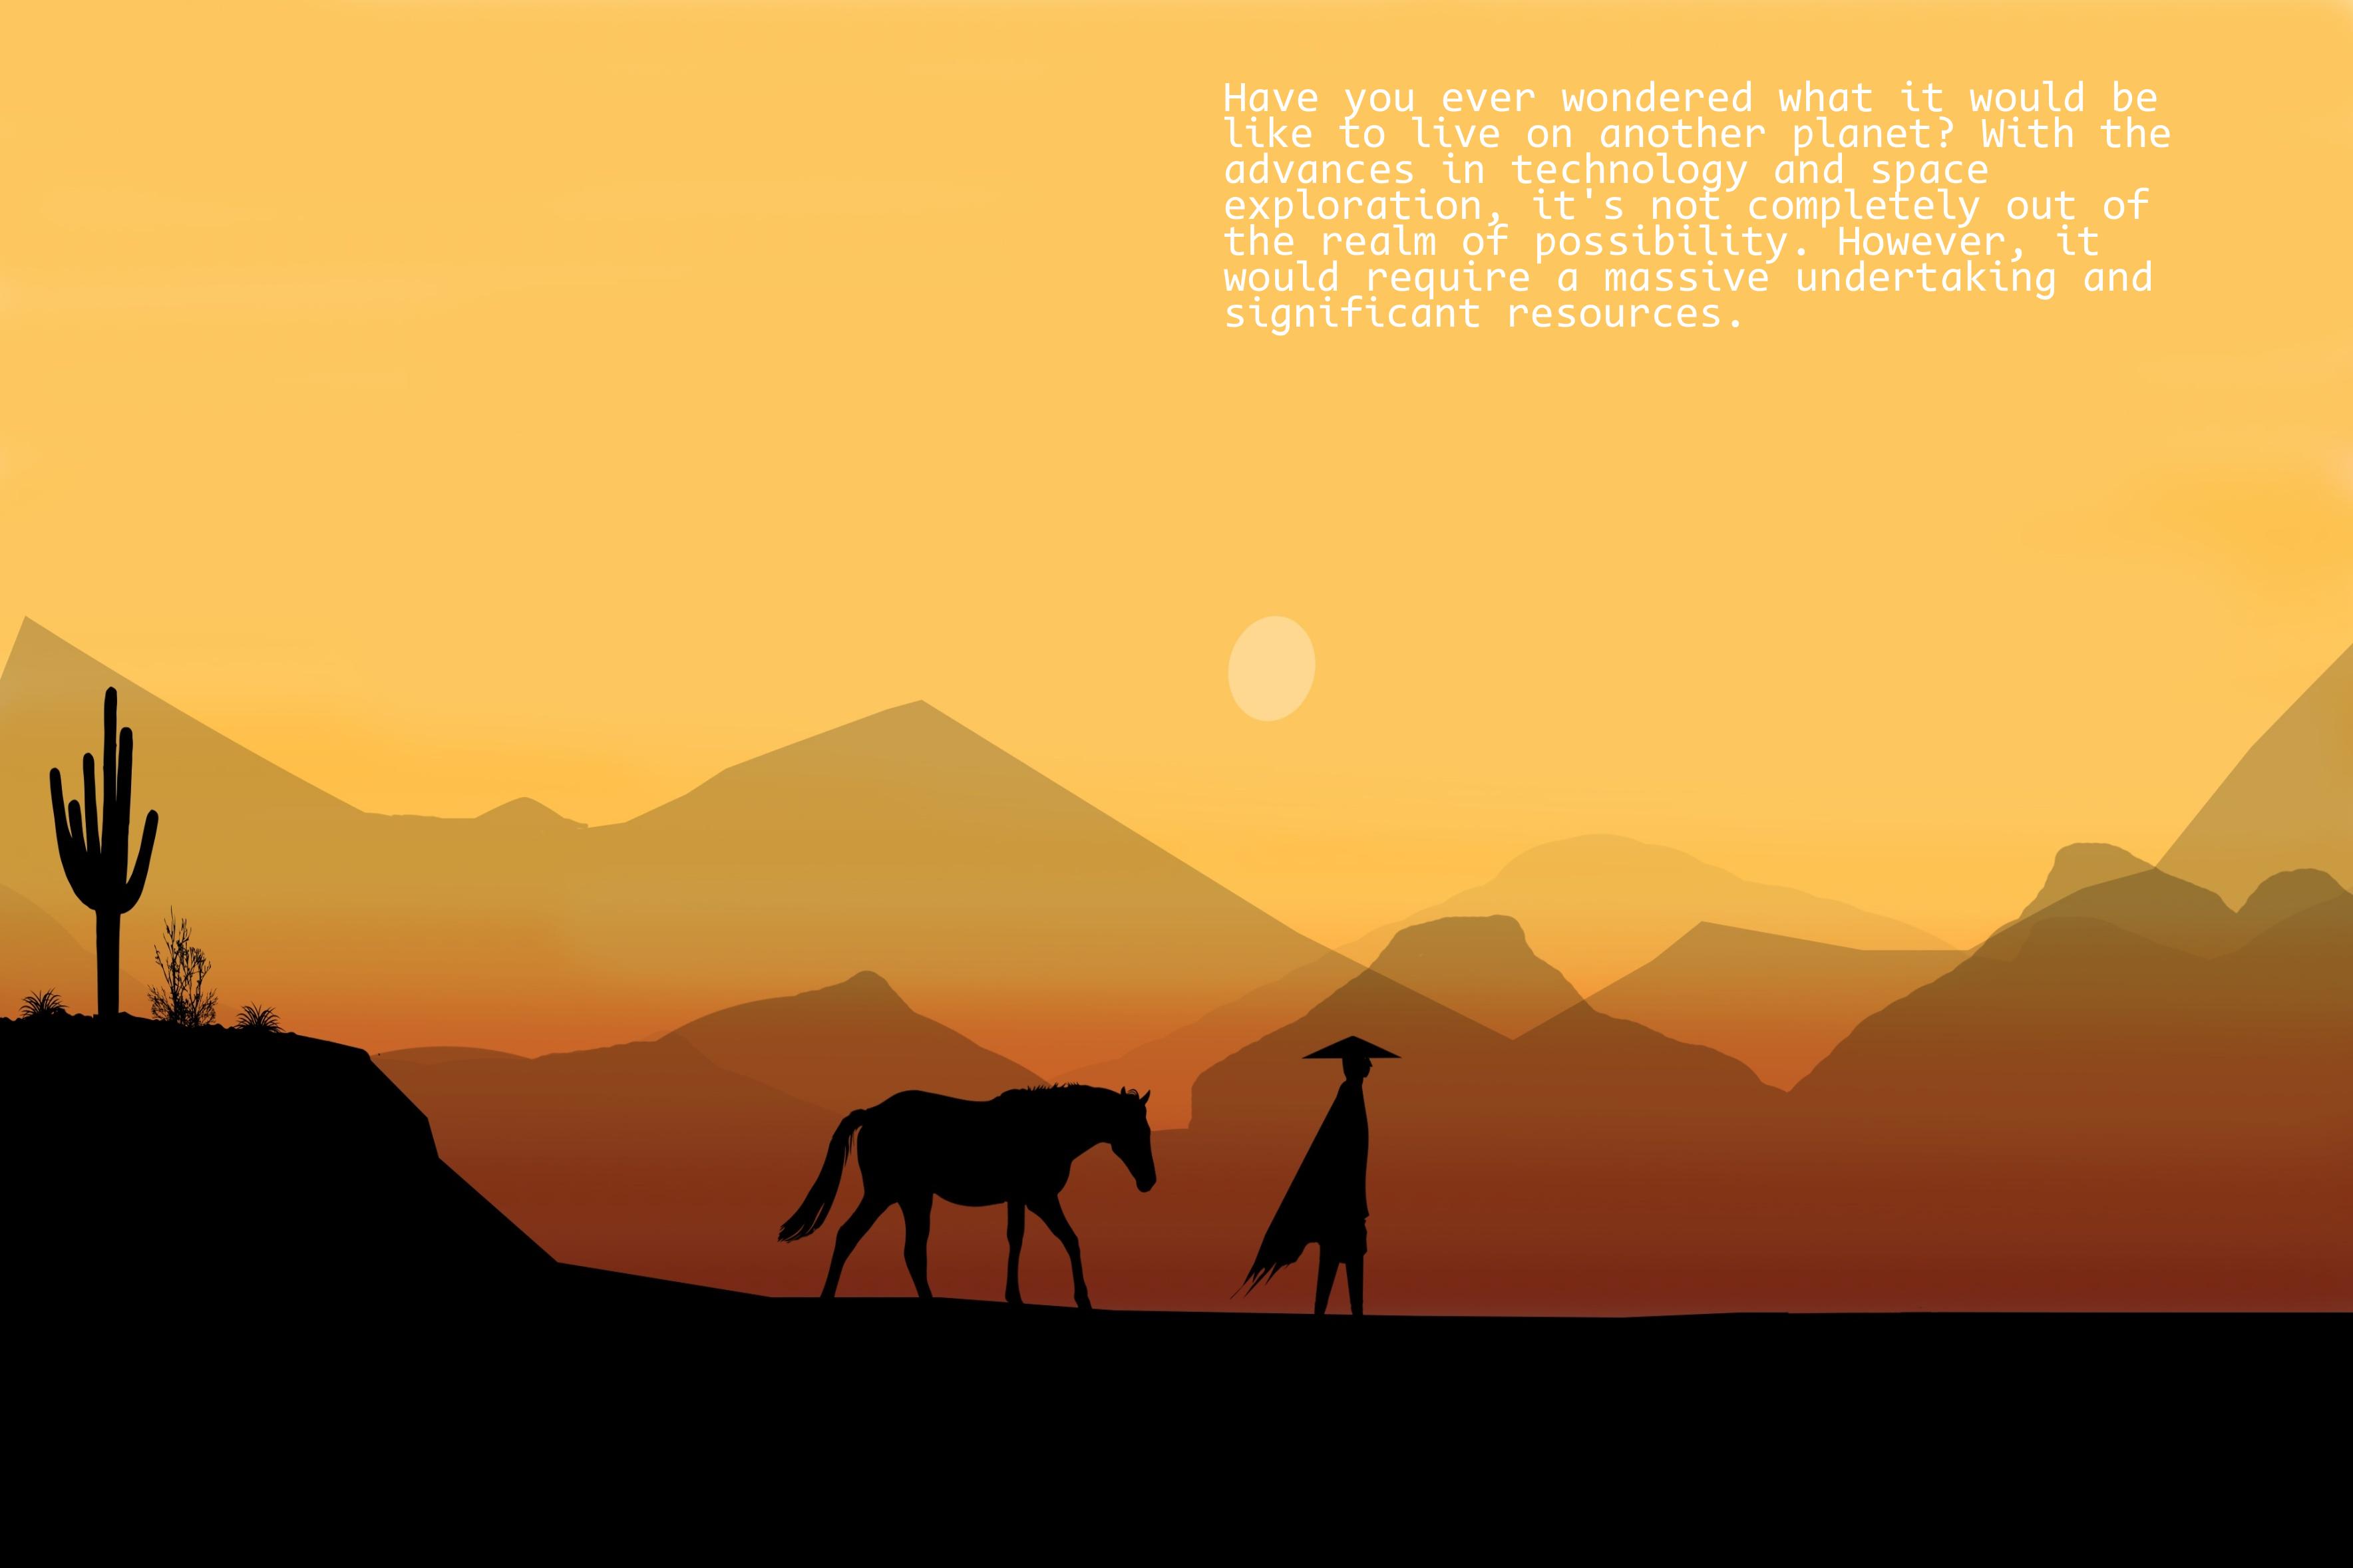 Have you ever wondered what it would be
like to live on another planet? With the
advances in technology and space
exploration, it's not completely out of
the realm of possibility. However, it
would require a massive undertaking and
significant resources.